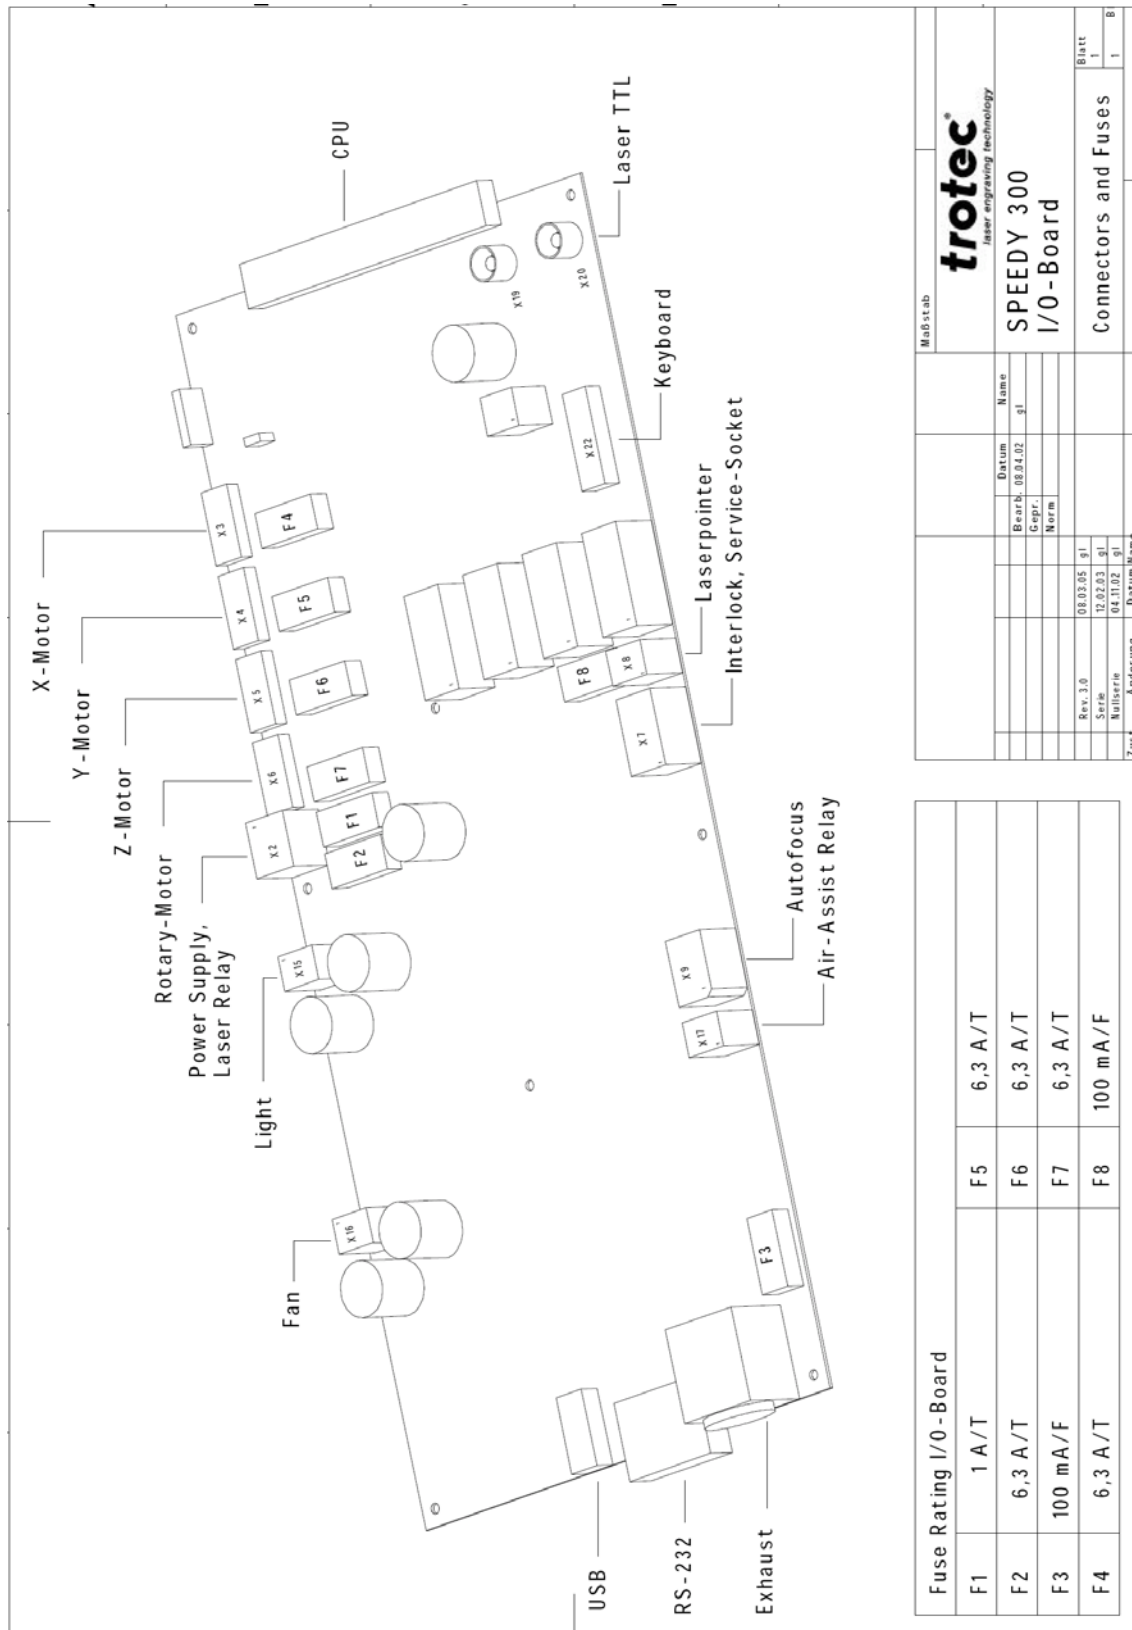 X-Motor
Y-Motor
Z-Motor
Rotary-Motor
Power Supply,
Laser Relay
Light
Fan
CPU
Laser TTL
Keyboard
Laserpointer
Interlock, Service-Socket
Autofocus
Air-Assist Relay
USB
RS-232
Exhaust
X3
X4
X5
X6
X2
X15
X16
F4
F5
F6
F7
F1
F2
X19
X20
X22
F8
X8
X7
X9
X17
F3
Fuse Rating I/O-Board
F1 1 A/T F5 6,3 A/T
F2 6,3 A/T F6 6,3 A/T
F3 100 mA/F F7 6,3 A/T
F4 6,3 A/T F8 100 mA/F
Maßstab
trotec®
laser engraving technology
Datum Name
Bearb. 08.04.02 gl
Gepr.
Norm
SPEEDY 300
I/O-Board
Rev. 3.0 08.03.05 gl
Serie 12.02.03 gl
Nullserie 04.11.02 gl
Connectors and Fuses
Blatt
1
1